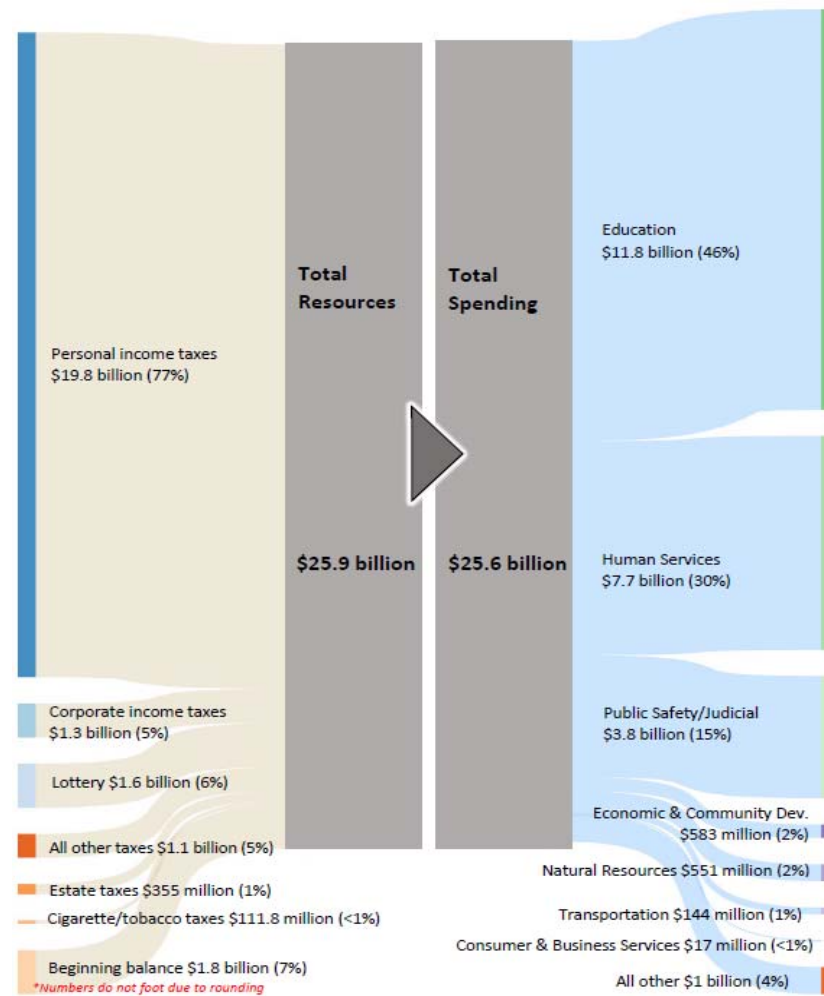 Personal income taxes
$19.8 billion (77%)
Corporate income taxes
$1.3 billion (5%)
Lottery $1.6 billion (6%)
All other taxes $1.1 billion (5%)
Estate taxes $355 million (1%)
Cigarette/tobacco taxes $111.8 million (<1%)
Beginning balance $1.8 billion (7%)
*Numbers do not foot due to rounding
Total
Resources
$25.9 billion
Total
Spending
$25.6 billion
Education
$11.8 billion (46%)
Human Services
$7.7 billion (30%)
Public Safety/Judicial
$3.8 billion (15%)
Economic & Community Dev.
$583 million (2%)
Natural Resources $551 million (2%)
Transportation $144 million (1%)
Consumer & Business Services $17 million (<1%)
All other $1 billion (4%)